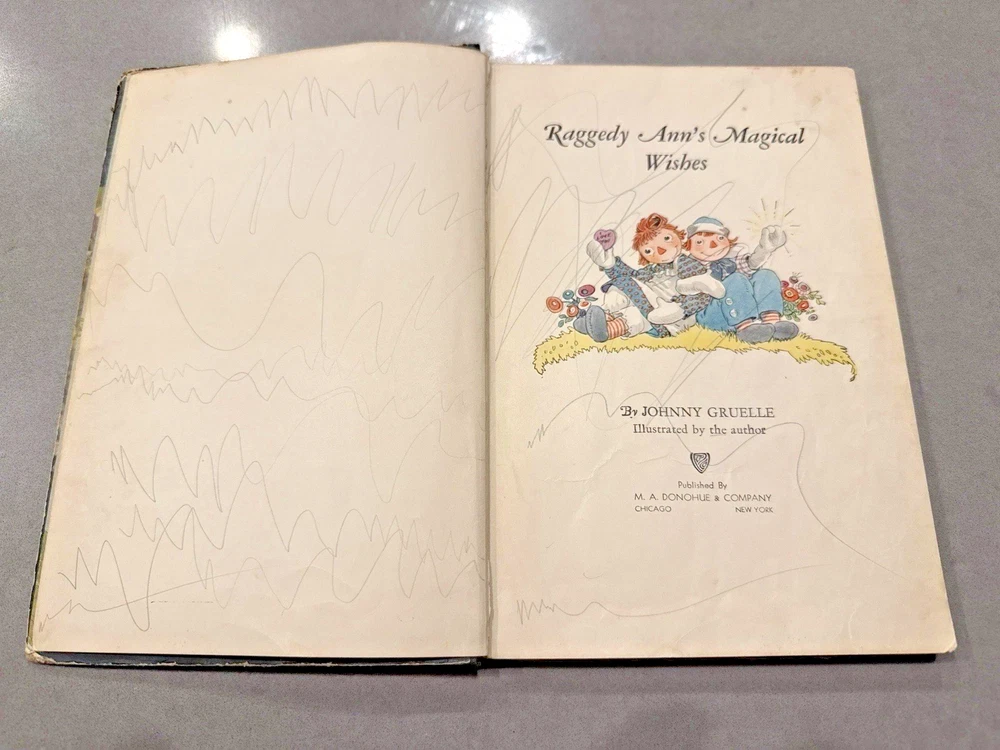 Raggedy Ann's Magical
Wishes
By JOHNNY GRUELLE
Illustrated by the author
Published By
M. A. DONOHUE & COMPANY
CHICAGO NEW YORK